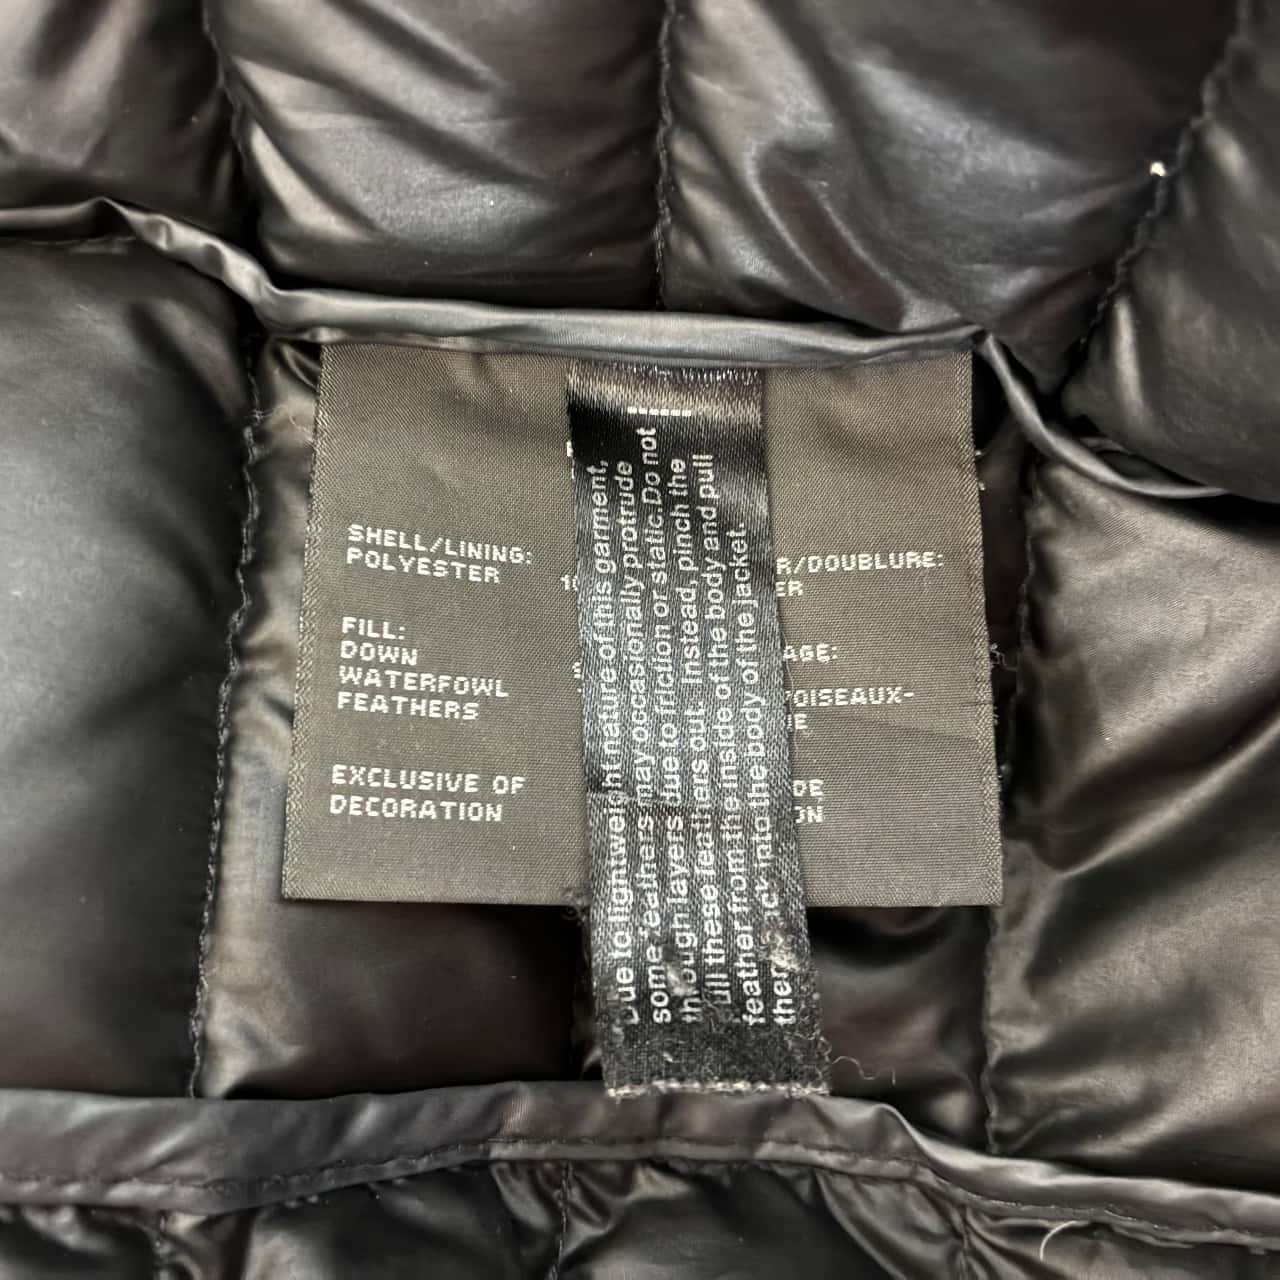 SHELL/LINING:
POLYESTER
FILL:
DOWN
WATERFOWL
FEATHERS
EXCLUSIVE OF
DECORATION
R/DOUBLURE:
ER
AGE:
OISEAUX-
DE
ON
Due to lightweight nature of this garment,
some feathers may occasionally protrude
through layers due to friction or static. Do not
pull these feathers out. Instead, pinch the
feather from the inside of the body and pull
them back into the body of the jacket.